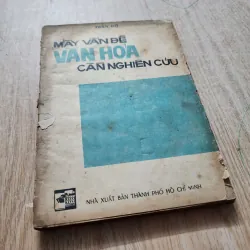 MẤY VẤN ĐỀ
VĂN HÓA
CẦN NGHIÊN CỨU
NHÀ XUẤT BẢN THÀNH PHỐ HỒ CHÍ MINH